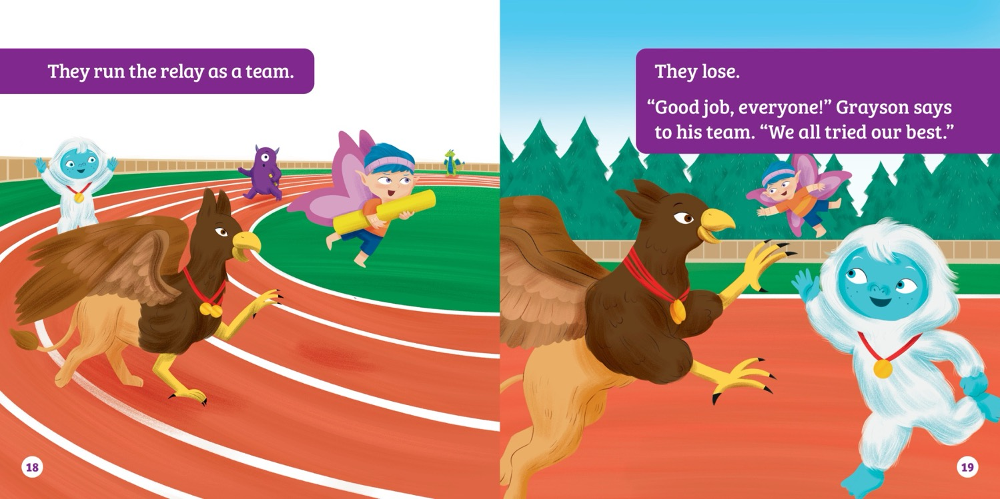 They run the relay as a team.
18
They lose.
“Good job, everyone!” Grayson says
to his team. “We all tried our best.”
19